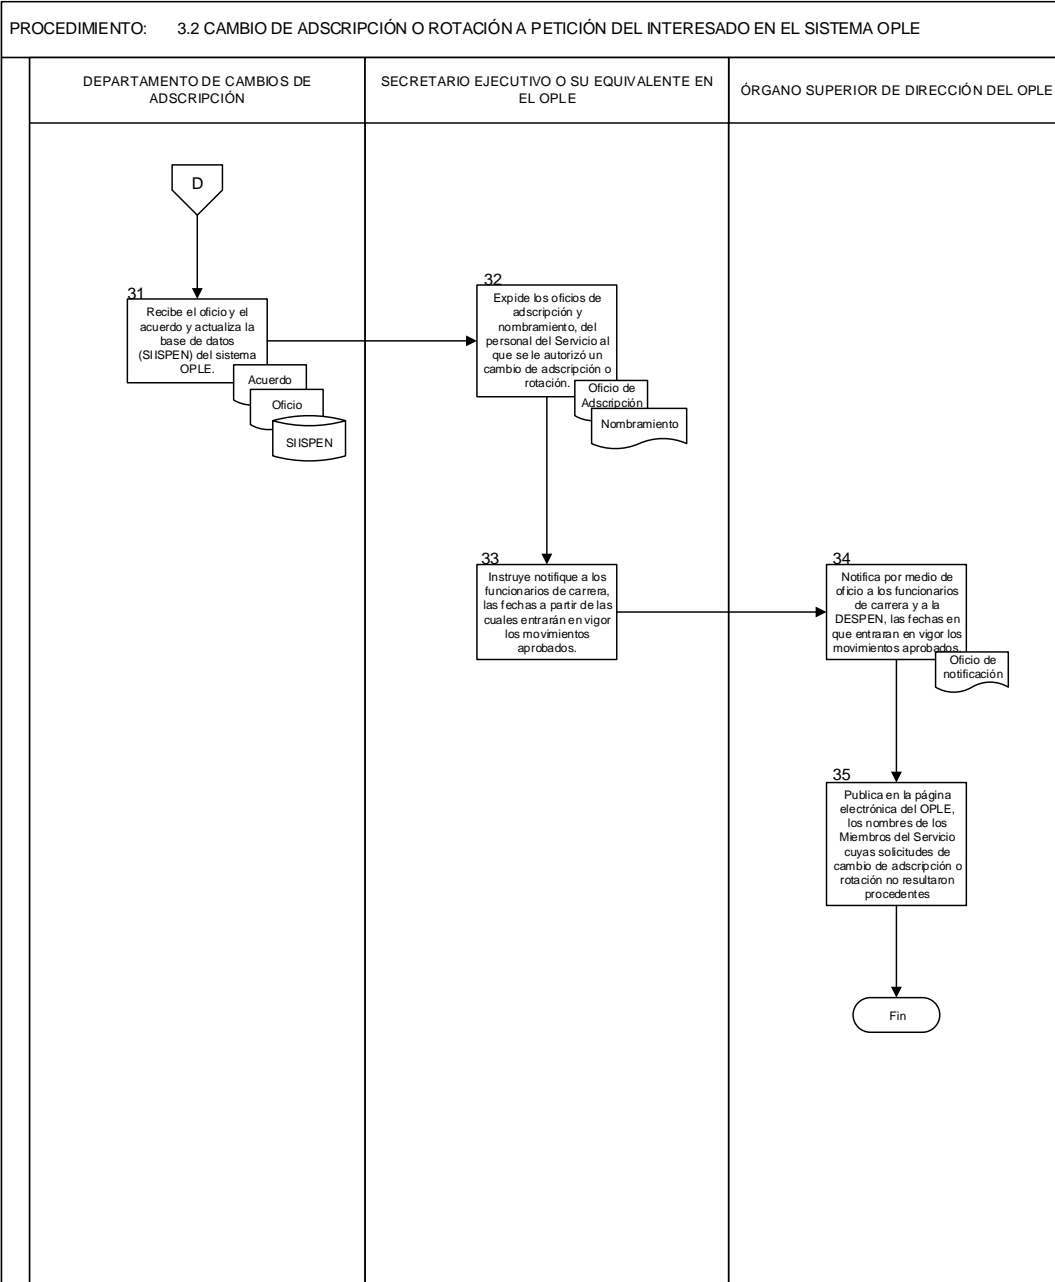 PROCEDIMIENTO: 3.2 CAMBIO DE ADSCRIPCIÓN O ROTACIÓN A PETICIÓN DEL INTERESADO EN EL SISTEMA OPLE
DEPARTAMENTO DE CAMBIOS DE
ADSCRIPCIÓN
SECRETARIO EJECUTIVO O SU EQUIVALENTE EN
EL OPLE
ÓRGANO SUPERIOR DE DIRECCIÓN DEL OPLE
D
31
Recibe el oficio y el
acuerdo y actualiza la
base de datos
(SIISPEN) del sistema
OPLE.
Acuerdo
Oficio
SIISPEN
32
Expide los oficios de
adscripción y
nombramiento, del
personal del Servicio al
que se le autorizó un
cambio de adscripción o
rotación.
Oficio de
Adscripción
Nombramiento
33
Instruye notifique a los
funcionarios de carrera,
las fechas a partir de las
cuales entrarán en vigor
los movimientos
aprobados.
34
Notifica por medio de
oficio a los funcionarios
de carrera y a la
DESPEN, las fechas en
que entraran en vigor los
movimientos aprobados.
Oficio de
notificación
35
Publica en la página
electrónica del OPLE,
los nombres de los
Miembros del Servicio
cuyas solicitudes de
cambio de adscripción o
rotación no resultaron
procedentes
Fin